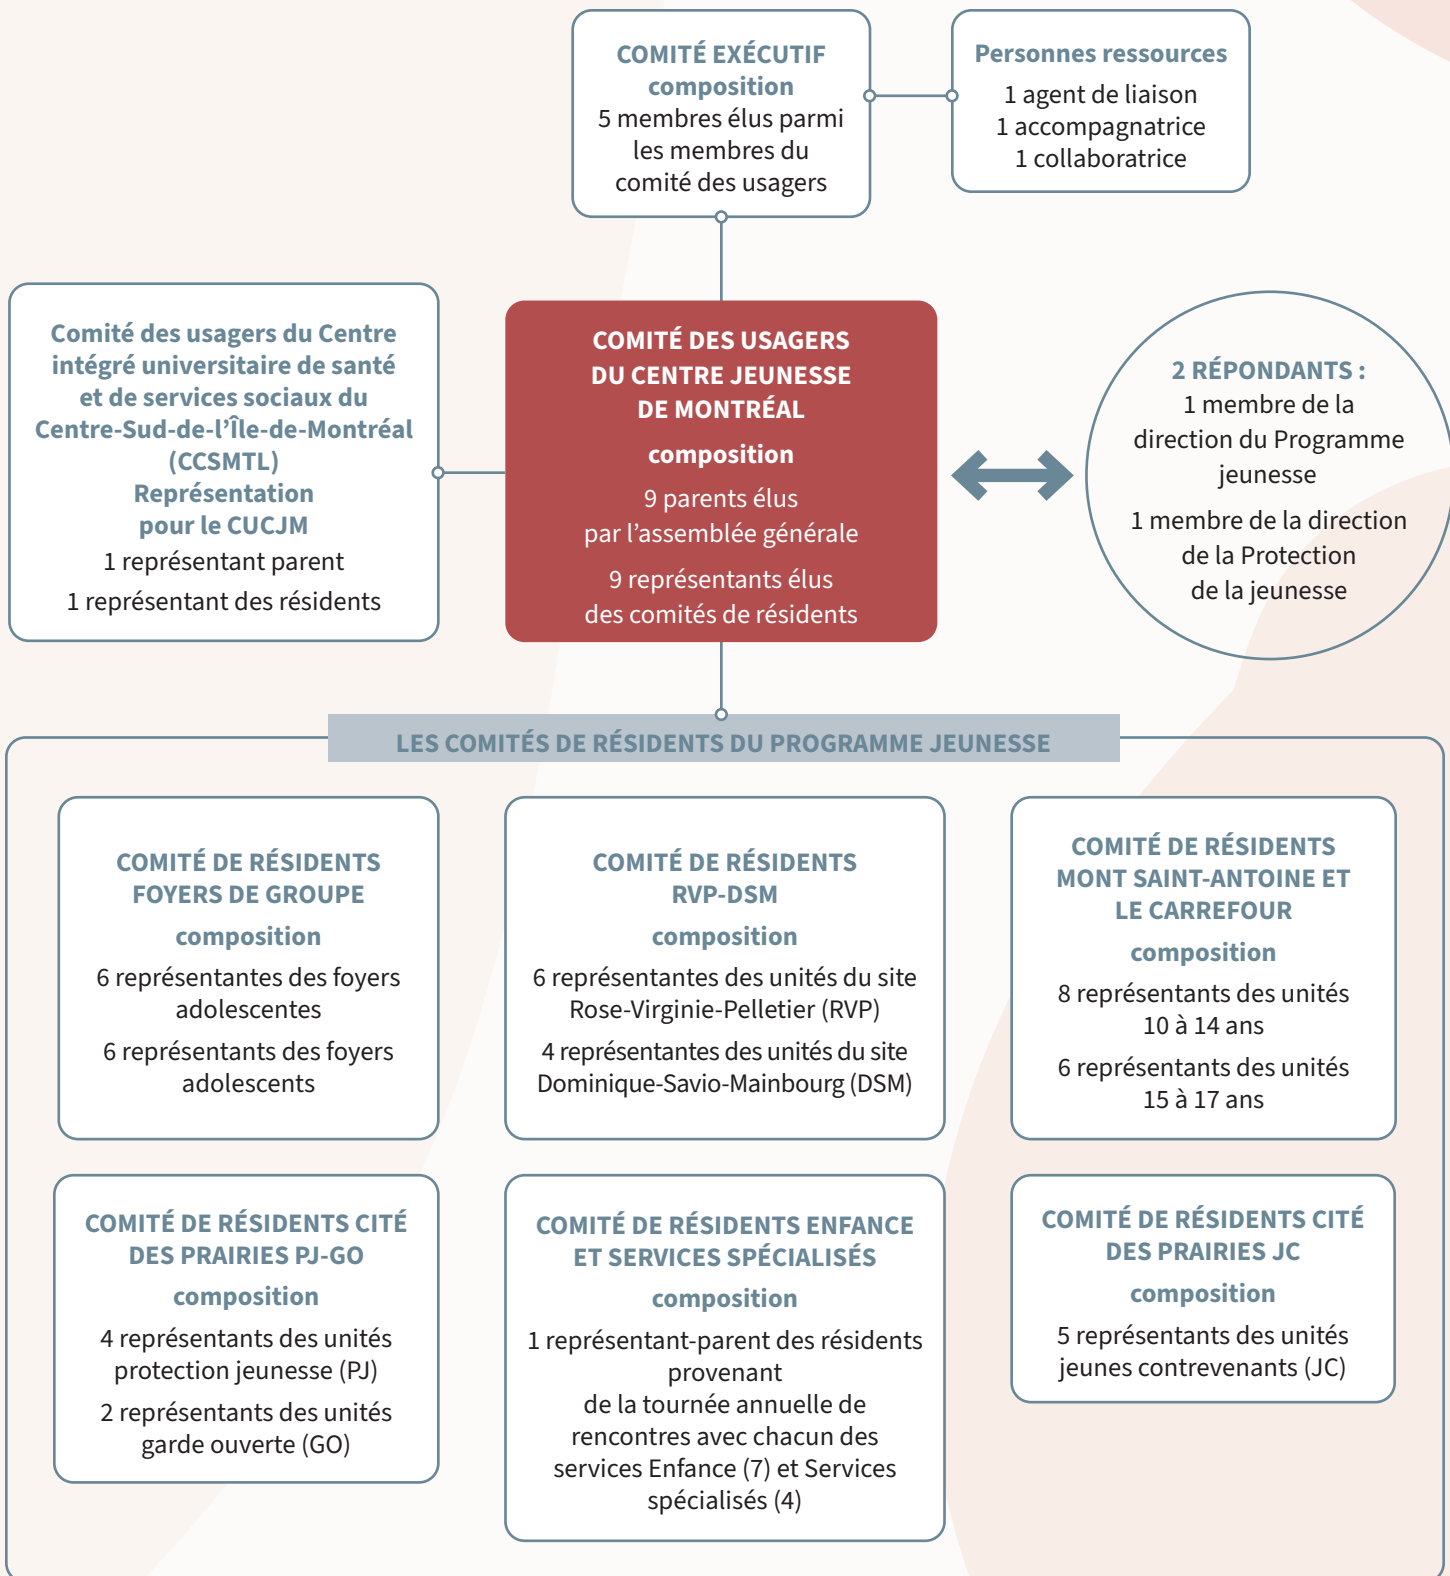 COMITÉ EXÉCUTIF
composition
5 membres élus parmi
les membres du
comité des usagers
Personnes ressources
1 agent de liaison
1 accompagnatrice
1 collaboratrice
Comité des usagers du Centre
intégré universitaire de santé
et de services sociaux du
Centre-Sud-de-l’Île-de-Montréal
(CCSMTL)
Représentation
pour le CUCJM
1 représentant parent
1 représentant des résidents
COMITÉ DES USAGERS
DU CENTRE JEUNESSE
DE MONTRÉAL
composition
9 parents élus
par l’assemblée générale
9 représentants élus
des comités de résidents
2 RÉPONDANTS :
1 membre de la
direction du Programme
jeunesse
1 membre de la direction
de la Protection
de la jeunesse
LES COMITÉS DE RÉSIDENTS DU PROGRAMME JEUNESSE
COMITÉ DE RÉSIDENTS
FOYERS DE GROUPE
composition
6 représentantes des foyers
adolescentes
6 représentants des foyers
adolescents
COMITÉ DE RÉSIDENTS
RVP-DSM
composition
6 représentantes des unités du site
Rose-Virginie-Pelletier (RVP)
4 représentantes des unités du site
Dominique-Savio-Mainbourg (DSM)
COMITÉ DE RÉSIDENTS
MONT SAINT-ANTOINE ET
LE CARREFOUR
composition
8 représentants des unités
10 à 14 ans
6 représentants des unités
15 à 17 ans
COMITÉ DE RÉSIDENTS CITÉ
DES PRAIRIES PJ-GO
composition
4 représentants des unités
protection jeunesse (PJ)
2 représentants des unités
garde ouverte (GO)
COMITÉ DE RÉSIDENTS ENFANCE
ET SERVICES SPÉCIALISÉS
composition
1 représentant-parent des résidents
provenant
de la tournée annuelle de
rencontres avec chacun des
services Enfance (7) et Services
spécialisés (4)
COMITÉ DE RÉSIDENTS CITÉ
DES PRAIRIES JC
composition
5 représentants des unités
jeunes contrevenants (JC)